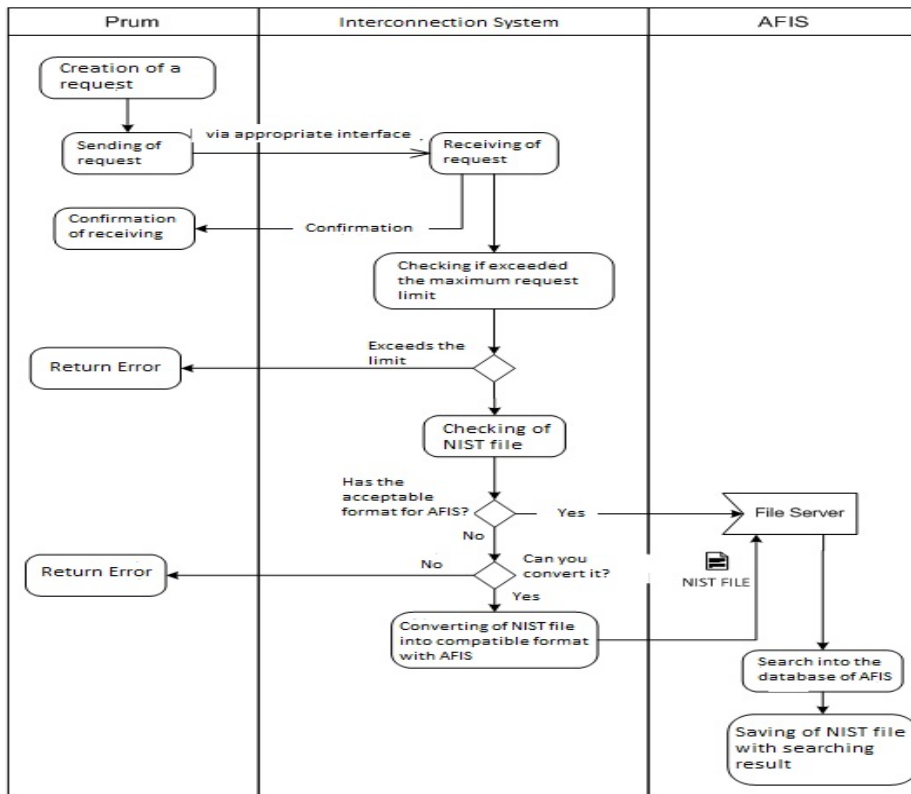 Prum
Interconnection System
AFIS
Creation of a
request
Sending of
request
via appropriate interface
Receiving of
request
Confirmation
of receiving
Confirmation
Checking if exceeded
the maximum request
limit
Exceeds the
limit
Return Error
Checking of
NIST file
Has the
acceptable
format for AFIS?
Yes
File Server
No
Return Error
No
Can you
convert it?
NIST FILE
Yes
Converting of NIST file
into compatible format
with AFIS
Search into the
database of AFIS
Saving of NIST file
with searching
result